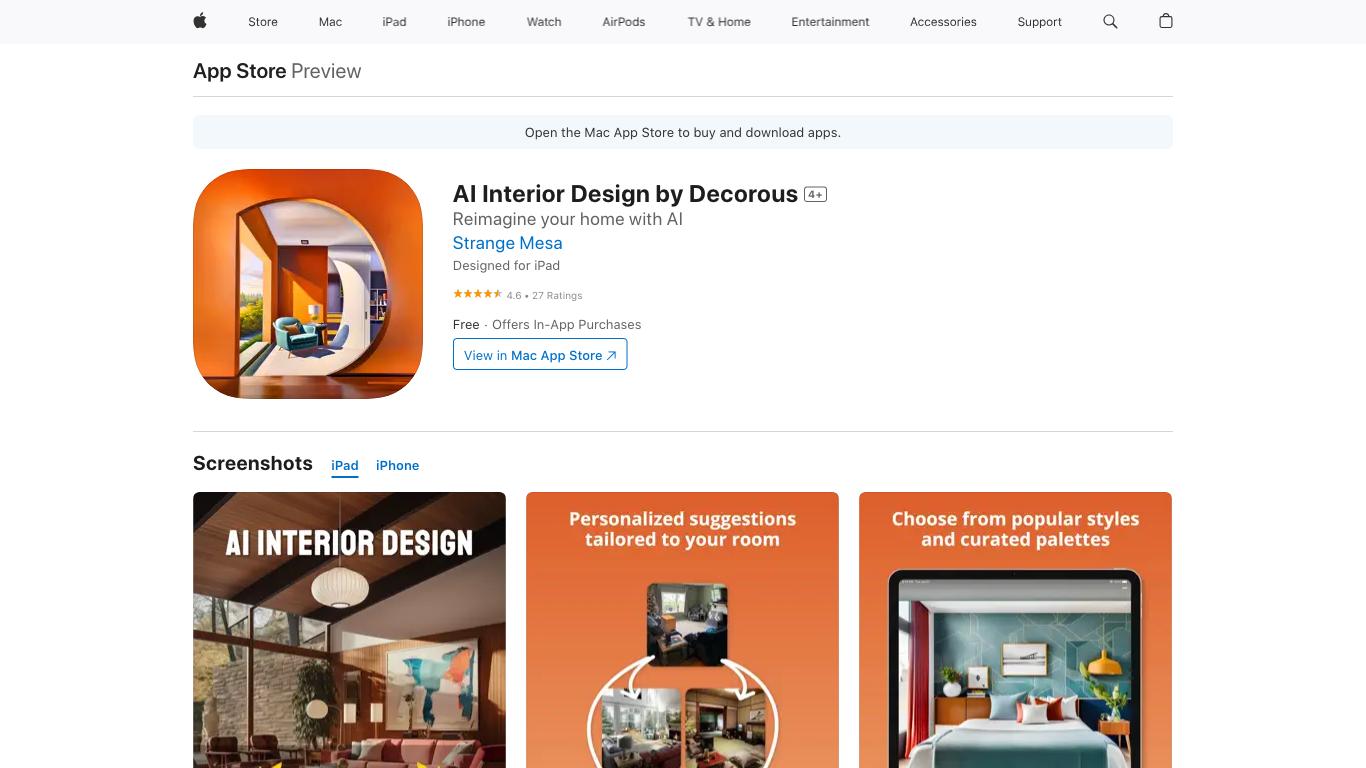 Store Mac iPad iPhone Watch AirPods TV & Home Entertainment Accessories Support
App Store Preview
Open the Mac App Store to buy and download apps.
AI Interior Design by Decorous 4+
Reimagine your home with AI
Strange Mesa
Designed for iPad
4.6 • 27 Ratings
Free · Offers In-App Purchases
View in Mac App Store
Screenshots iPad iPhone
AI INTERIOR DESIGN
Personalized suggestions
tailored to your room
Choose from popular styles
and curated palettes